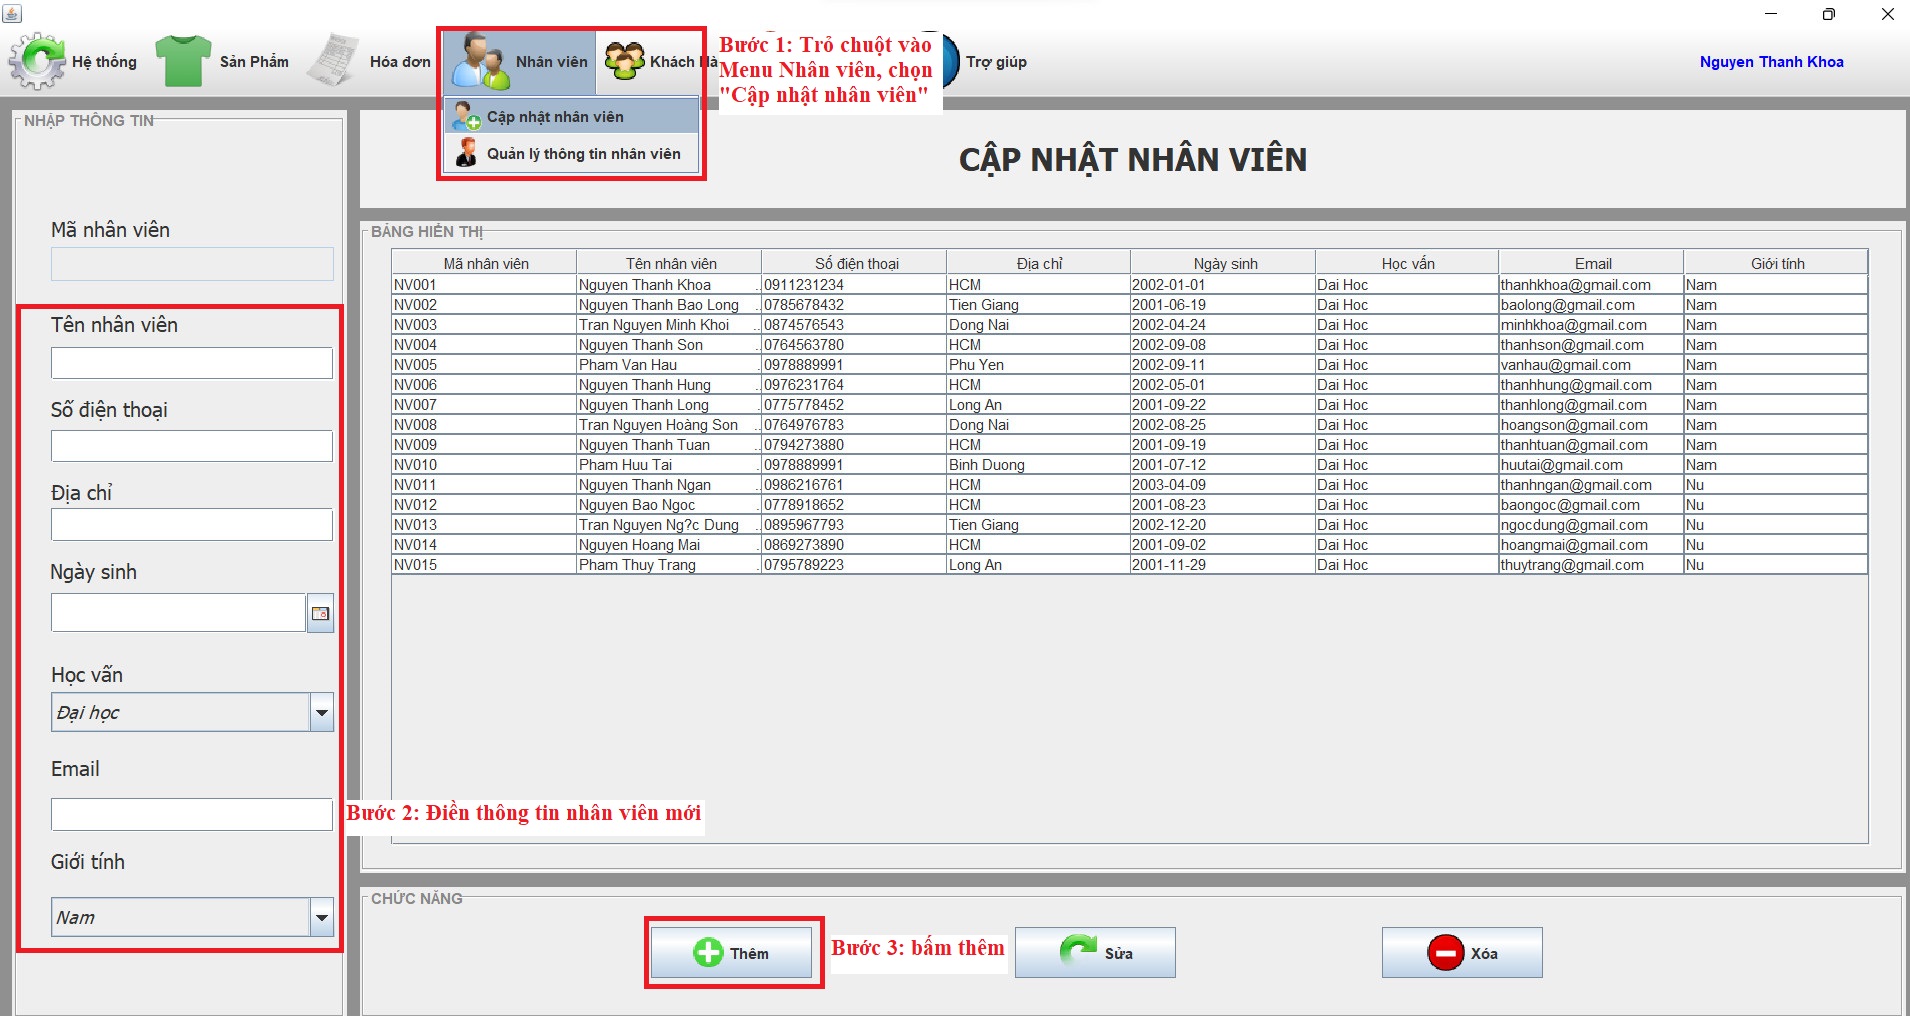 Hệ thống
Sản Phẩm
Hóa đơn
Nhân viên
Khách Hà
Trợ giúp
Nguyen Thanh Khoa
Bước 1: Trỏ chuột vào
Menu Nhân viên, chọn
"Cập nhật nhân viên"
Cập nhật nhân viên
Quản lý thông tin nhân viên
NHẬP THÔNG TIN
Mã nhân viên
Tên nhân viên
Số điện thoại
Địa chỉ
Ngày sinh
Học vấn
Đại học
Email
Giới tính
Nam
Bước 2: Điền thông tin nhân viên mới
CẬP NHẬT NHÂN VIÊN
BẢNG HIỂN THỊ
Mã nhân viên Tên nhân viên Số điện thoại Địa chỉ Ngày sinh Học vấn Email Giới tính
NV001 Nguyen Thanh Khoa ... 0911231234 HCM 2002-01-01 Dai Hoc thanhkhoa@gmail.com Nam
NV002 Nguyen Thanh Bao Long ... 0785678432 Tien Giang 2001-06-19 Dai Hoc baolong@gmail.com Nam
NV003 Tran Nguyen Minh Khoi ... 0874576543 Dong Nai 2002-04-24 Dai Hoc minhkhoa@gmail.com Nam
NV004 Nguyen Thanh Son ... 0764563780 HCM 2002-09-08 Dai Hoc thanhson@gmail.com Nam
NV005 Pham Van Hau ... 0978889991 Phu Yen 2002-09-11 Dai Hoc vanhau@gmail.com Nam
NV006 Nguyen Thanh Hung ... 0976231764 HCM 2002-05-01 Dai Hoc thanhhung@gmail.com Nam
NV007 Nguyen Thanh Long ... 0775778452 Long An 2001-09-22 Dai Hoc thanhlong@gmail.com Nam
NV008 Tran Nguyen Hoàng Son ... 0764976783 Dong Nai 2002-08-25 Dai Hoc hoangson@gmail.com Nam
NV009 Nguyen Thanh Tuan ... 0794273880 HCM 2001-09-19 Dai Hoc thanhtuan@gmail.com Nam
NV010 Pham Huu Tai ... 0978889991 Binh Duong 2001-07-12 Dai Hoc huutai@gmail.com Nam
NV011 Nguyen Thanh Ngan ... 0986216761 HCM 2003-04-09 Dai Hoc thanhngan@gmail.com Nu
NV012 Nguyen Bao Ngoc ... 0778918652 HCM 2001-08-23 Dai Hoc baongoc@gmail.com Nu
NV013 Tran Nguyen Ng?c Dung ... 0895967793 Tien Giang 2002-12-20 Dai Hoc ngocdung@gmail.com Nu
NV014 Nguyen Hoang Mai ... 0869273890 HCM 2001-09-02 Dai Hoc hoangmai@gmail.com Nu
NV015 Pham Thuy Trang ... 0795789223 Long An 2001-11-29 Dai Hoc thuytrang@gmail.com Nu
CHỨC NĂNG
Thêm
Bước 3: bấm thêm
Sửa
Xóa